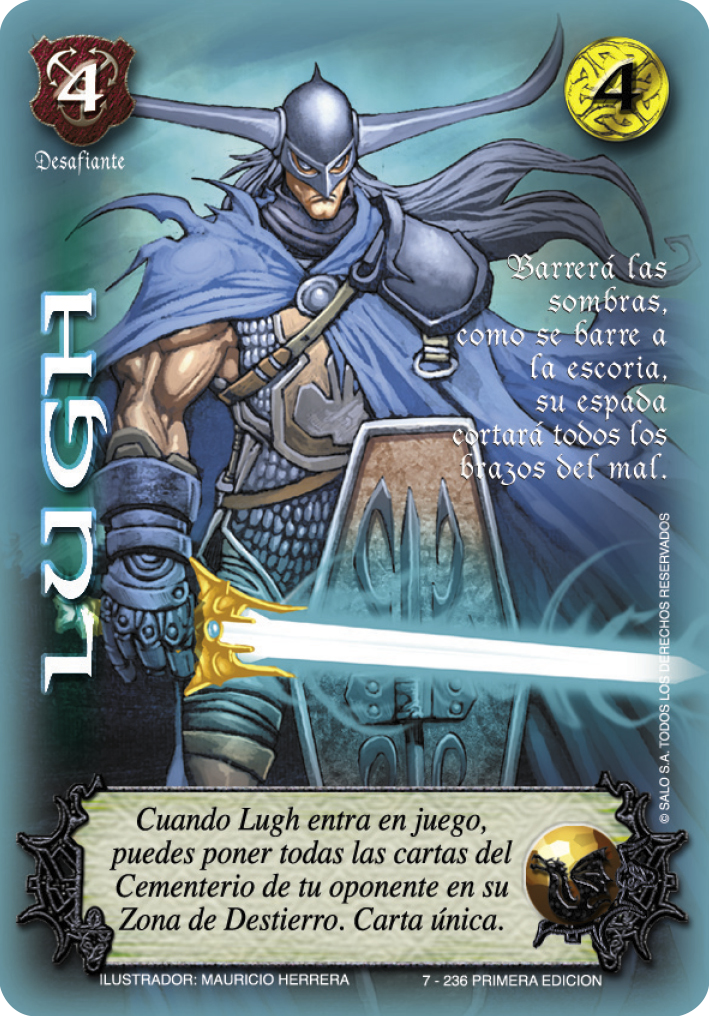 4
4
Desafiante
Barrerá las
sombras,
como se barre a
la escoria,
su espada
cortará todos los
brazos del mal.
LUGH
© SALO S.A. TODOS LOS DERECHOS RESERVADOS
Cuando Lugh entra en juego,
puedes poner todas las cartas del
Cementerio de tu oponente en su
Zona de Destierro. Carta única.
ILUSTRADOR: MAURICIO HERRERA
7 - 236 PRIMERA EDICION